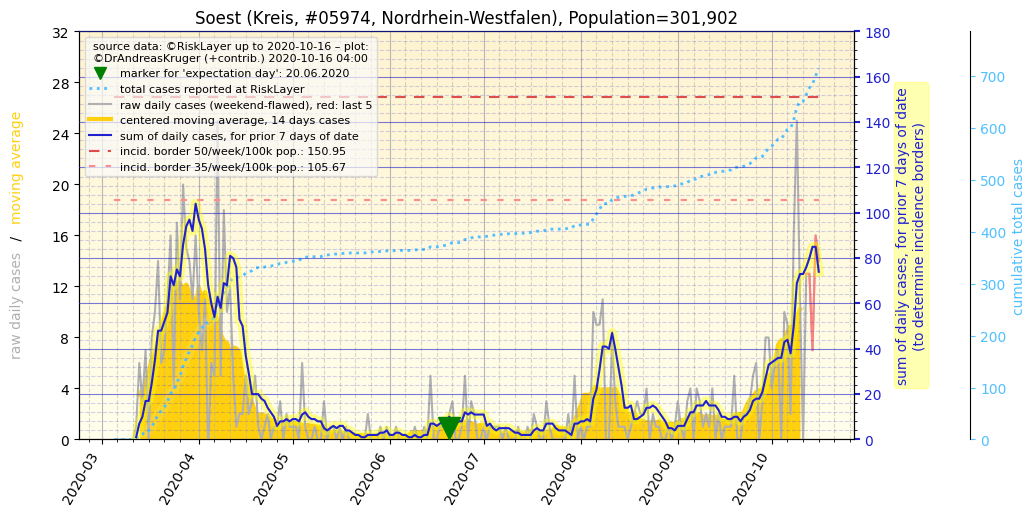 Soest (Kreis, #05974, Nordrhein-Westfalen), Population=301,902
source data: ©RiskLayer up to 2020-10-16 – plot:
©DrAndreasKruger (+contrib.) 2020-10-16 04:00
marker for 'expectation day': 20.06.2020
total cases reported at RiskLayer
raw daily cases (weekend-flawed), red: last 5
centered moving average, 14 days cases
sum of daily cases, for prior 7 days of date
incid. border 50/week/100k pop.: 150.95
incid. border 35/week/100k pop.: 105.67
raw daily cases / moving average
32
28
24
20
16
12
8
4
0
2020-03
2020-04
2020-05
2020-06
2020-07
2020-08
2020-09
2020-10
180
160
140
120
100
80
60
40
20
0
sum of daily cases, for prior 7 days of date
(to determine incidence borders)
700
600
500
400
300
200
100
0
cumulative total cases